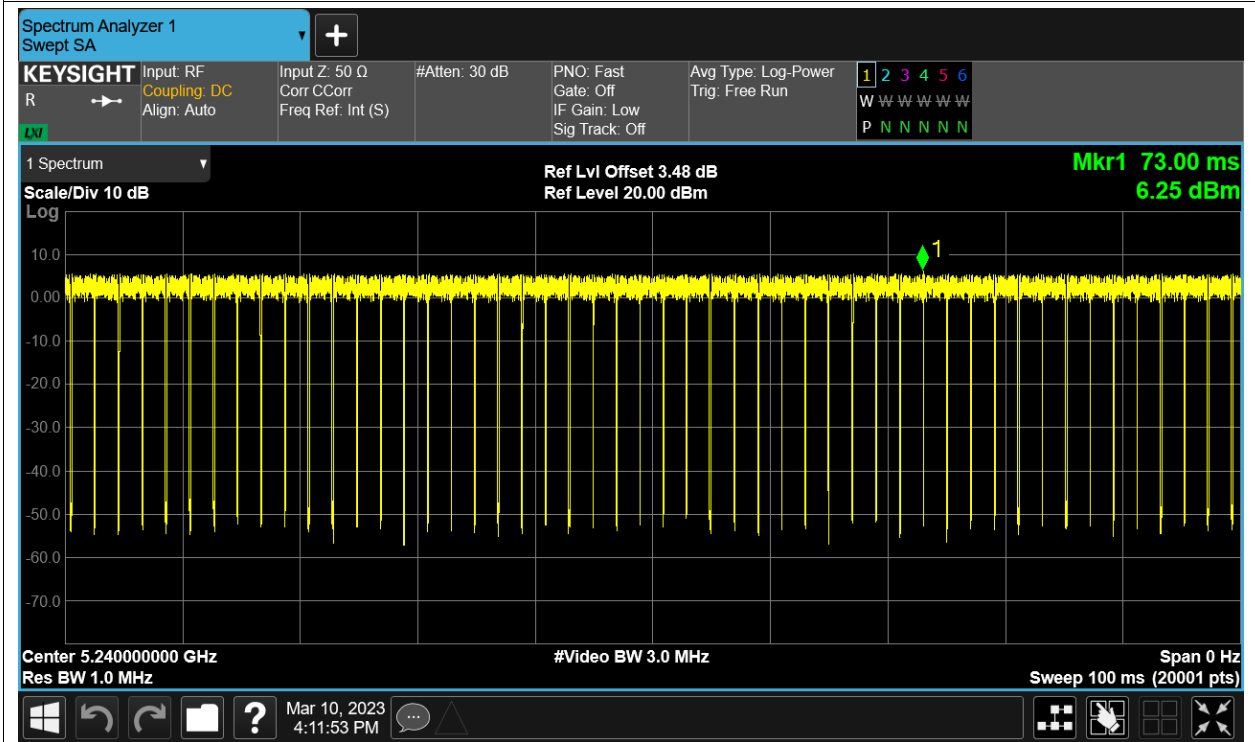 Spectrum Analyzer 1
Swept SA
+
KEYSIGHT
R
LXI
Input: RF
Coupling: DC
Align: Auto
Input Z: 50 Ω
Corr CCorr
Freq Ref: Int (S)
#Atten: 30 dB
PNO: Fast
Gate: Off
IF Gain: Low
Sig Track: Off
Avg Type: Log-Power
Trig: Free Run
1 2 3 4 5 6
W W W W W W
P N N N N N
1 Spectrum
Scale/Div 10 dB
Log
Ref Lvl Offset 3.48 dB
Ref Level 20.00 dBm
Mkr1 73.00 ms
6.25 dBm
1
10.0
0.00
-10.0
-20.0
-30.0
-40.0
-50.0
-60.0
-70.0
Center 5.240000000 GHz
Res BW 1.0 MHz
#Video BW 3.0 MHz
Span 0 Hz
Sweep 100 ms (20001 pts)
?
Mar 10, 2023
4:11:53 PM